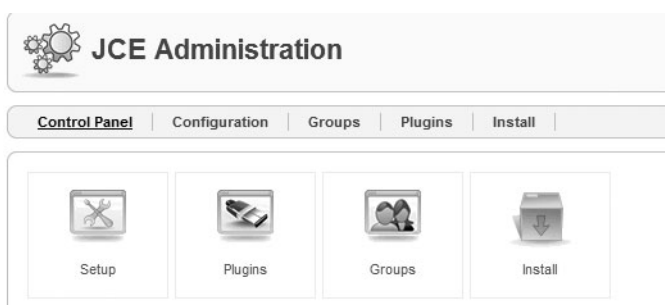 JCE Administration
Control Panel Configuration Groups Plugins Install
Setup Plugins Groups Install